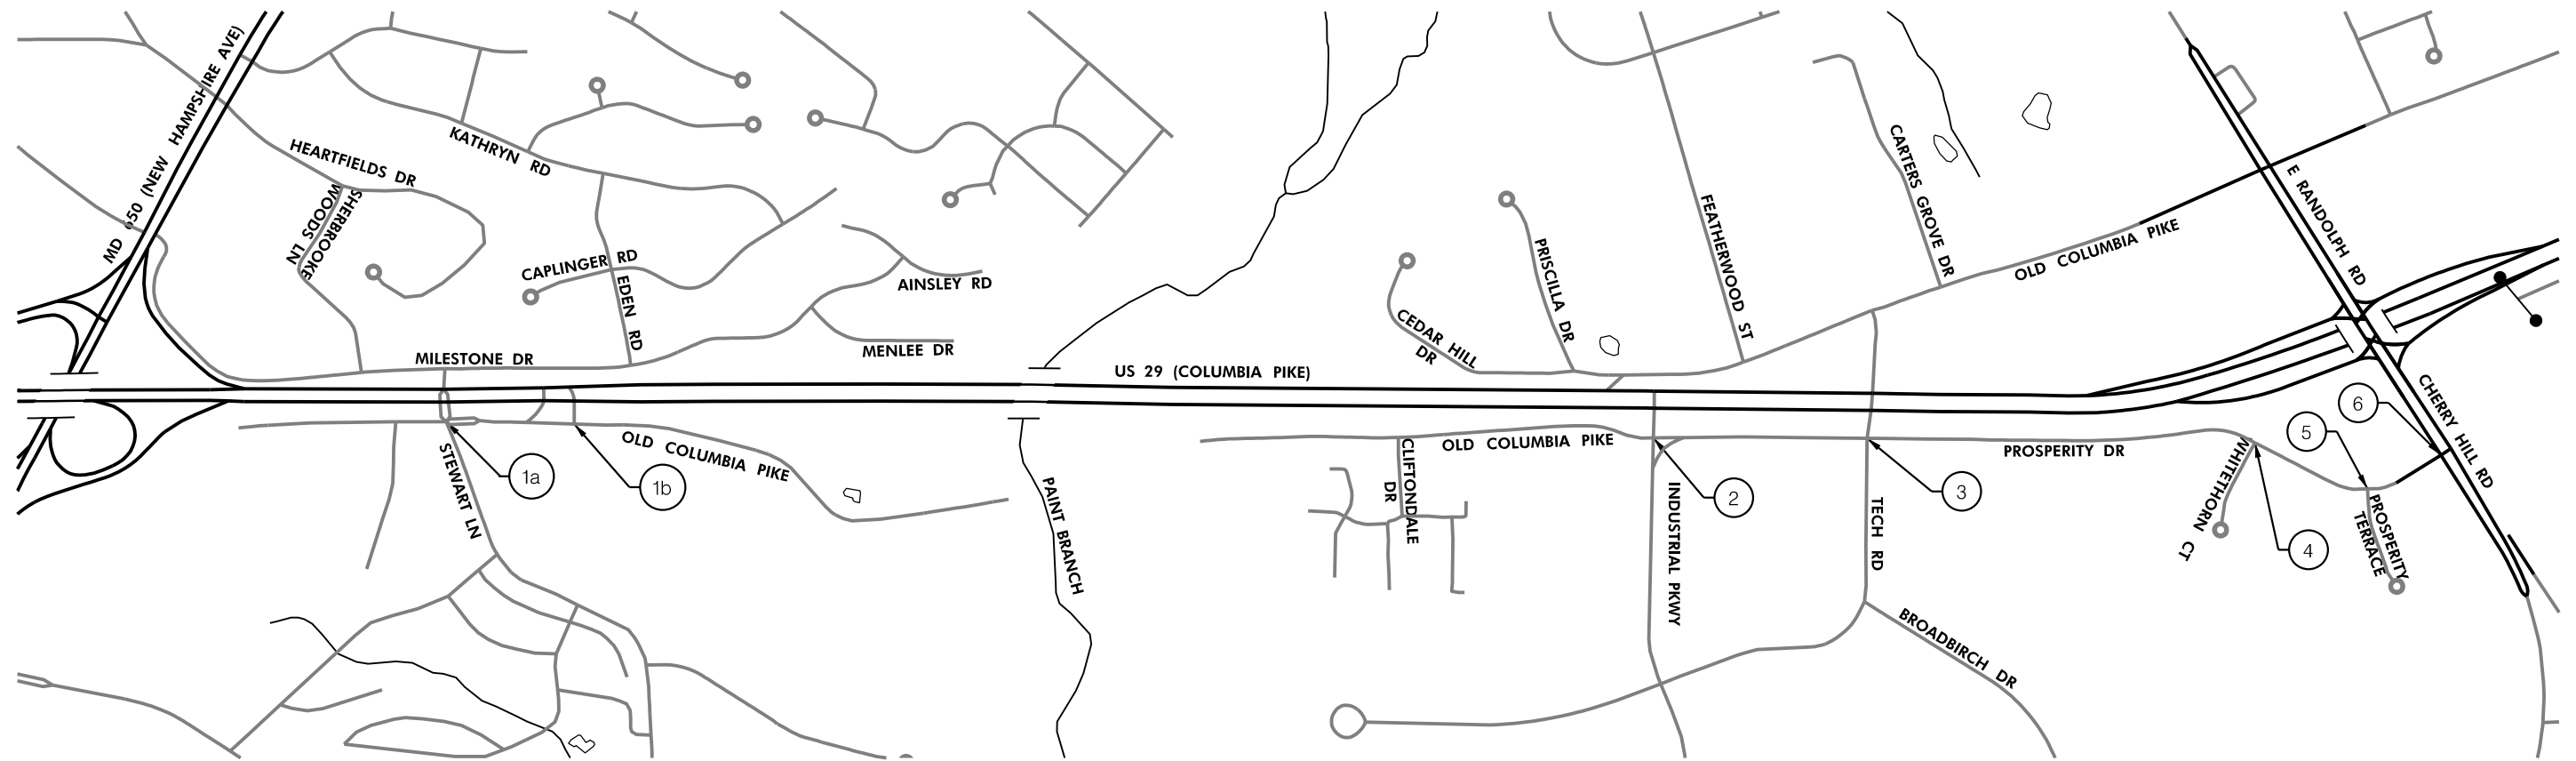 MD 650 (NEW HAMPSHIRE AVE)
HEARTFIELDS DR
KATHRYN RD
SHERBROOKE
WOODS LN
CAPLINGER RD
EDEN RD
AINSLEY RD
MENLEE DR
MILESTONE DR
US 29 (COLUMBIA PIKE)
CEDAR HILL
DR
PRISCILLA DR
FEATHERWOOD ST
CARTERS GROVE DR
OLD COLUMBIA PIKE
E RANDOLPH RD
CHERRY HILL RD
STEWART LN
1a
1b
OLD COLUMBIA PIKE
PAINT BRANCH
CLIFTONDALE
DR
OLD COLUMBIA PIKE
INDUSTRIAL PKWY
2
TECH RD
3
BROADBIRCH DR
PROSPERITY DR
WHITETHORN CT
4
5
6
PROSPERITY
TERRACE